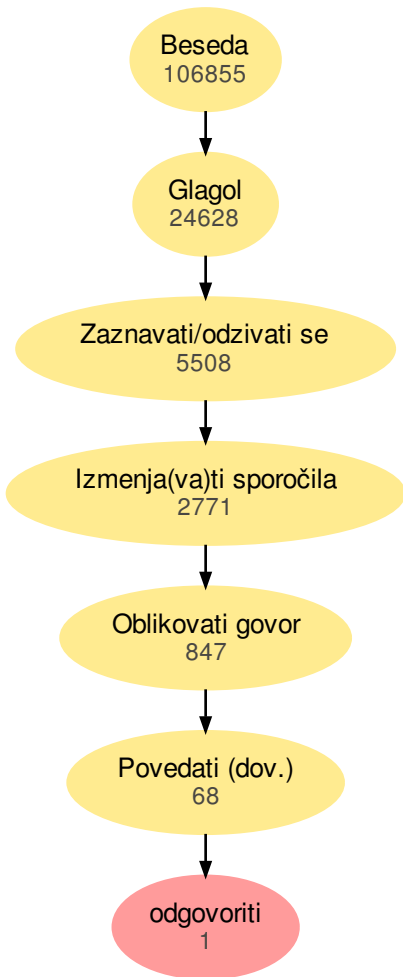 Beseda
106855
Glagol
24628
Zaznavati/odzivati se
5508
Izmenja(va)ti sporočila
2771
Oblikovati govor
847
Povedati (dov.)
68
odgovoriti
1